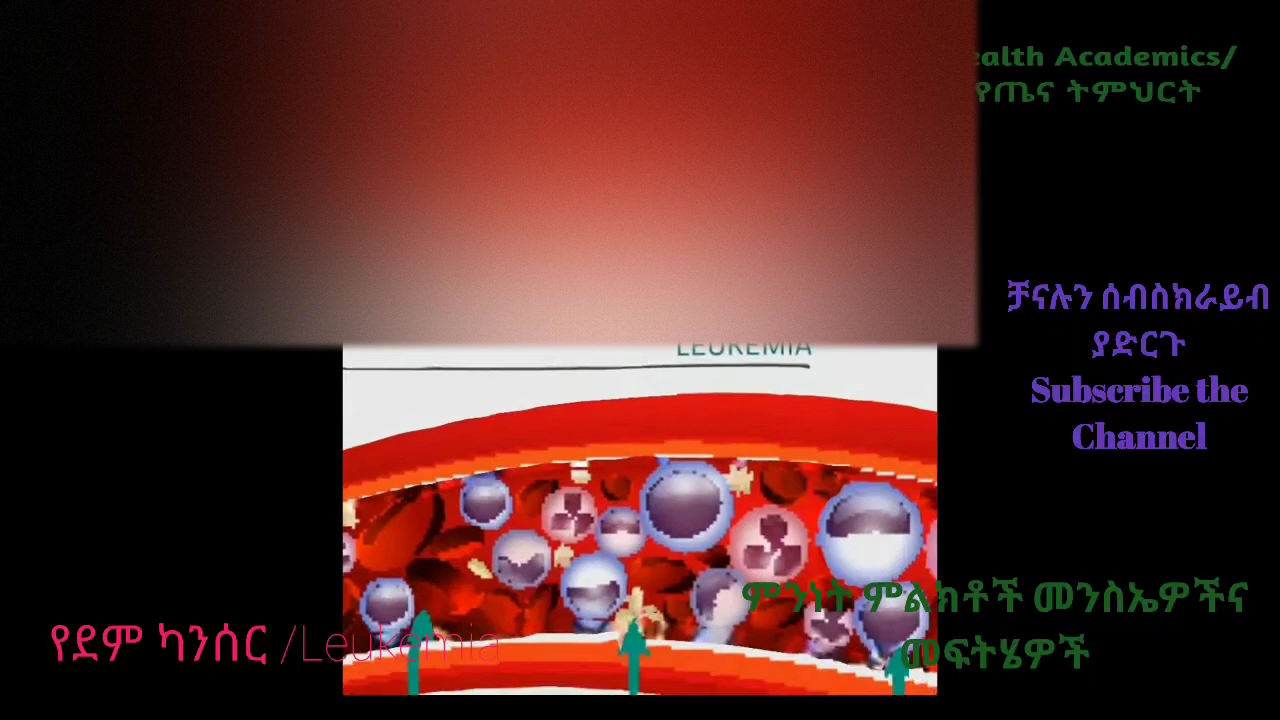 ealth Academics/
የጤና ትምህርት
LEUKEMIA
ቻናሉን ሰብስክራይብ
ያድርጉ
Subscribe the
Channel
ምንነት ምልክቶች መንስኤዎችና
መፍትሄዎች
የደም ካንሰር /Leukemia